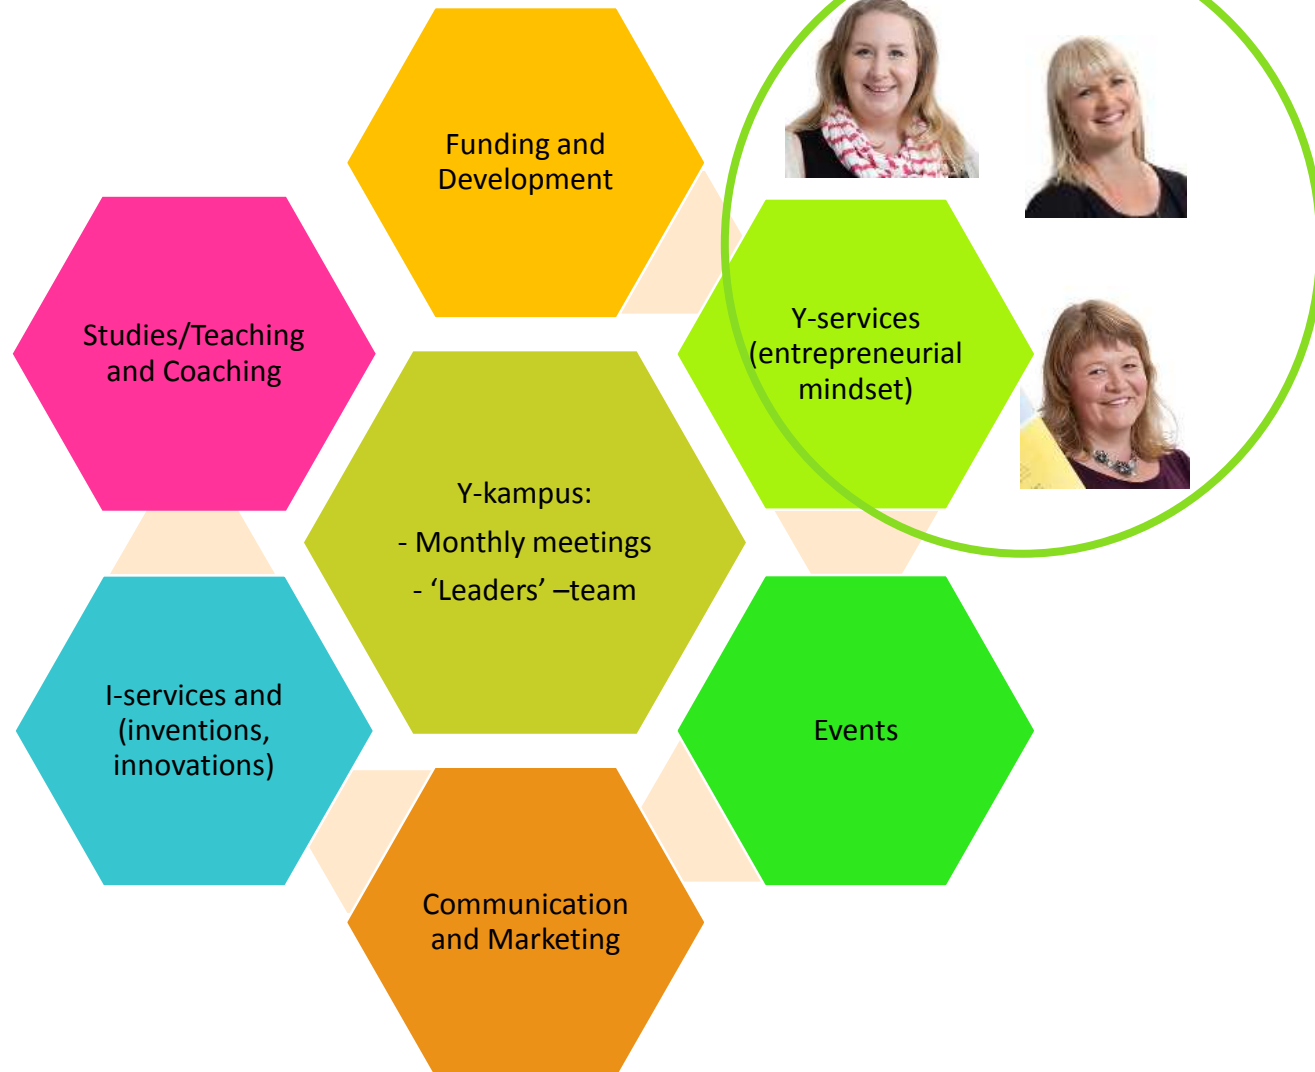 Funding and
Development
Studies/Teaching
and Coaching
Y-services
(entrepreneurial
mindset)
Y-kampus:
- Monthly meetings
- ‘Leaders’ –team
I-services and
(inventions,
innovations)
Events
Communication
and Marketing